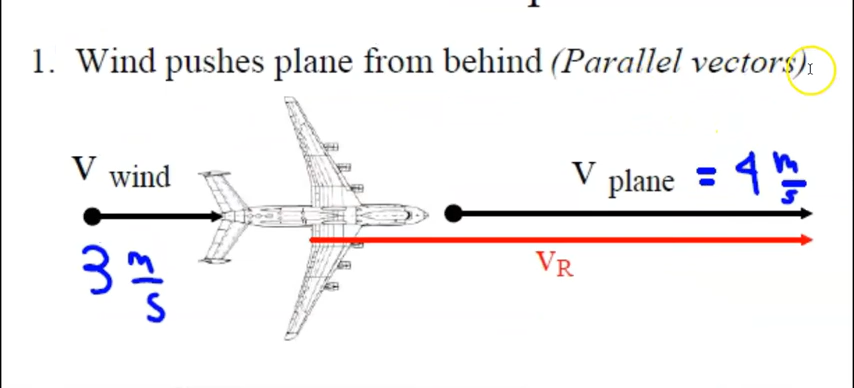 1. Wind pushes plane from behind (Parallel vectors)
V wind
V plane = 4 m/s
3 m/s
VR